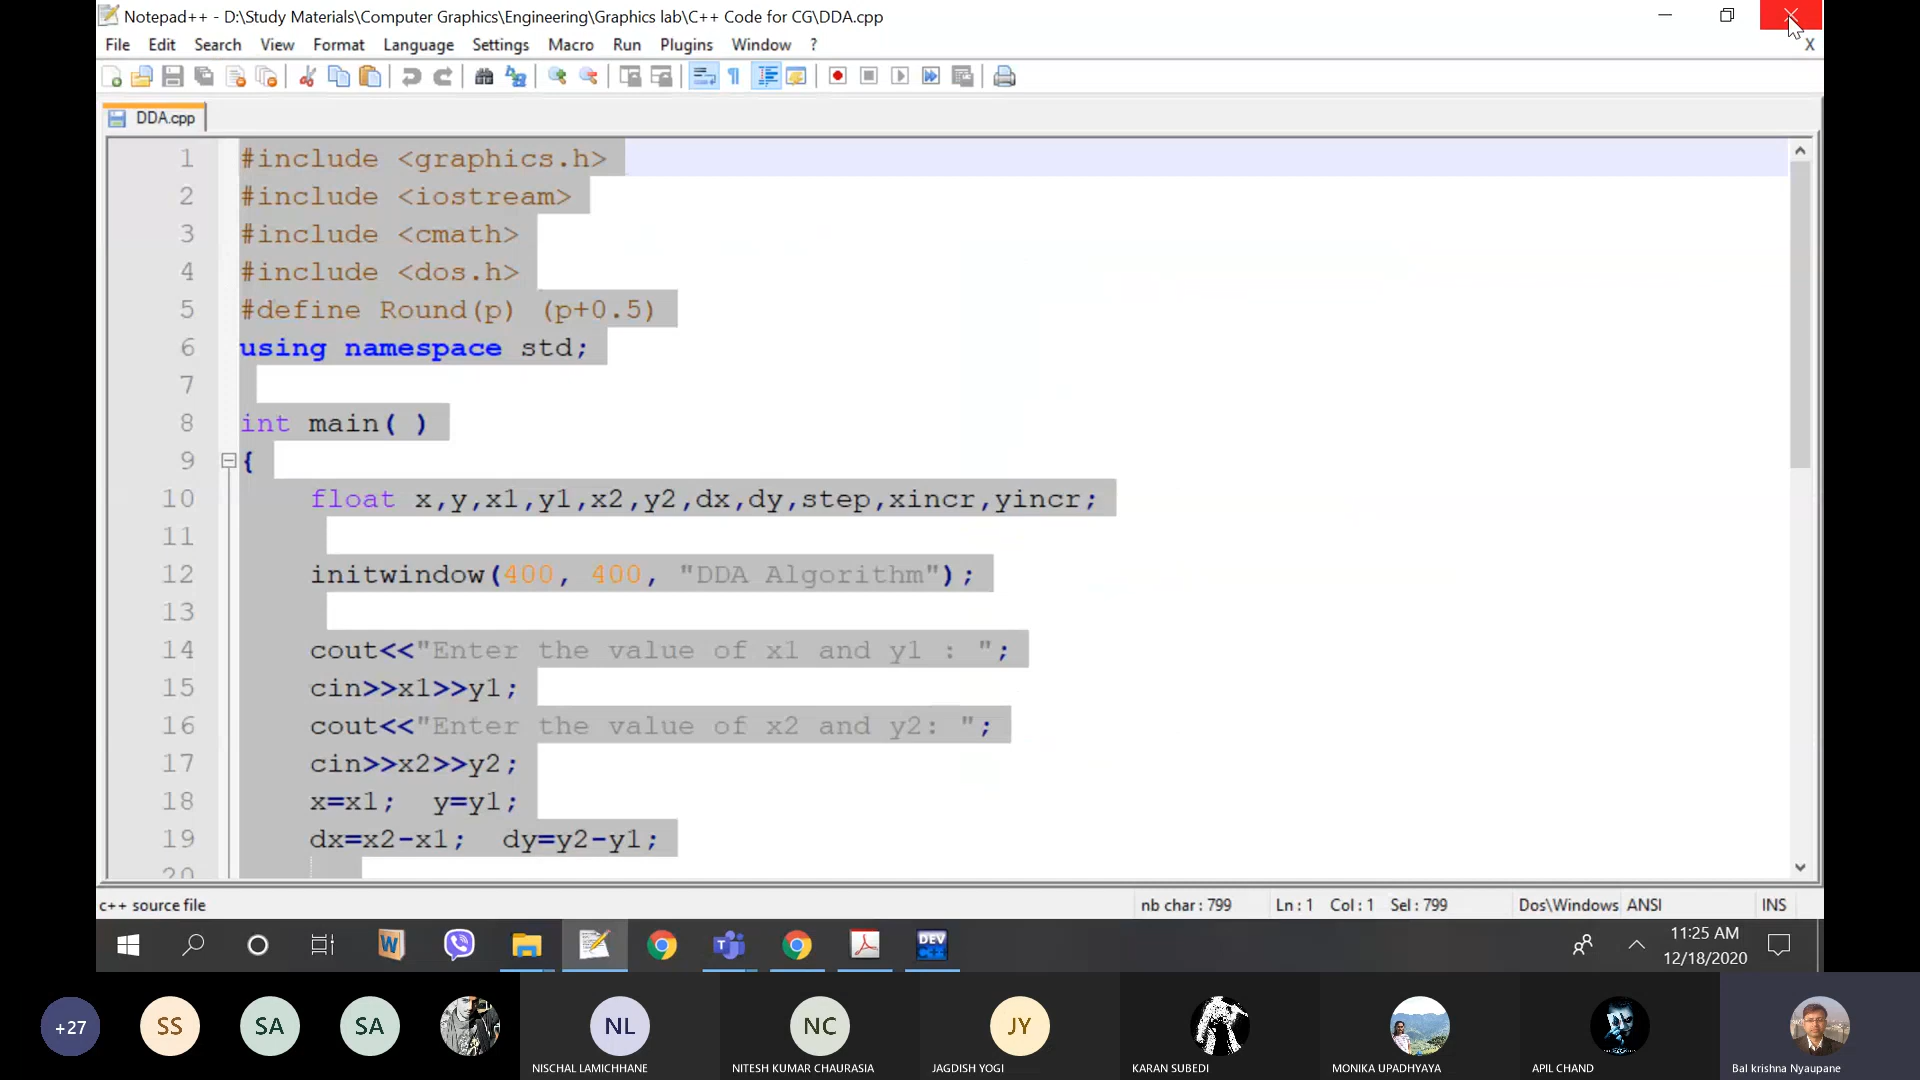 Notepad++ - D:\Study Materials\Computer Graphics\Engineering\Graphics lab\C++ Code for CG\DDA.cpp
File Edit Search View Format Language Settings Macro Run Plugins Window ? X
DDA.cpp
1 #include <graphics.h>
2 #include <iostream>
3 #include <cmath>
4 #include <dos.h>
5 #define Round(p) (p+0.5)
6 using namespace std;
7
8 int main( )
9 {
10 float x,y,x1,y1,x2,y2,dx,dy,step,xincr,yincr;
11
12 initwindow(400, 400, "DDA Algorithm");
13
14 cout<<"Enter the value of x1 and y1 : ";
15 cin>>x1>>y1;
16 cout<<"Enter the value of x2 and y2: ";
17 cin>>x2>>y2;
18 x=x1; y=y1;
19 dx=x2-x1; dy=y2-y1;
20
c++ source file nb char : 799 Ln : 1 Col : 1 Sel : 799 Dos\Windows ANSI INS
W DEV C++
11:25 AM
12/18/2020
+27 SS SA SA NL NC JY
NISCHAL LAMICHHANE NITESH KUMAR CHAURASIA JAGDISH YOGI KARAN SUBEDI MONIKA UPADHYAYA APIL CHAND Bal krishna Nyaupane